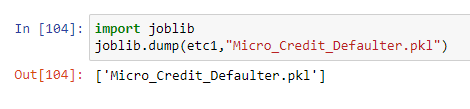 In [104]: import joblib
joblib.dump(etc1,"Micro_Credit_Defaulter.pkl")
Out[104]: ['Micro_Credit_Defaulter.pkl']